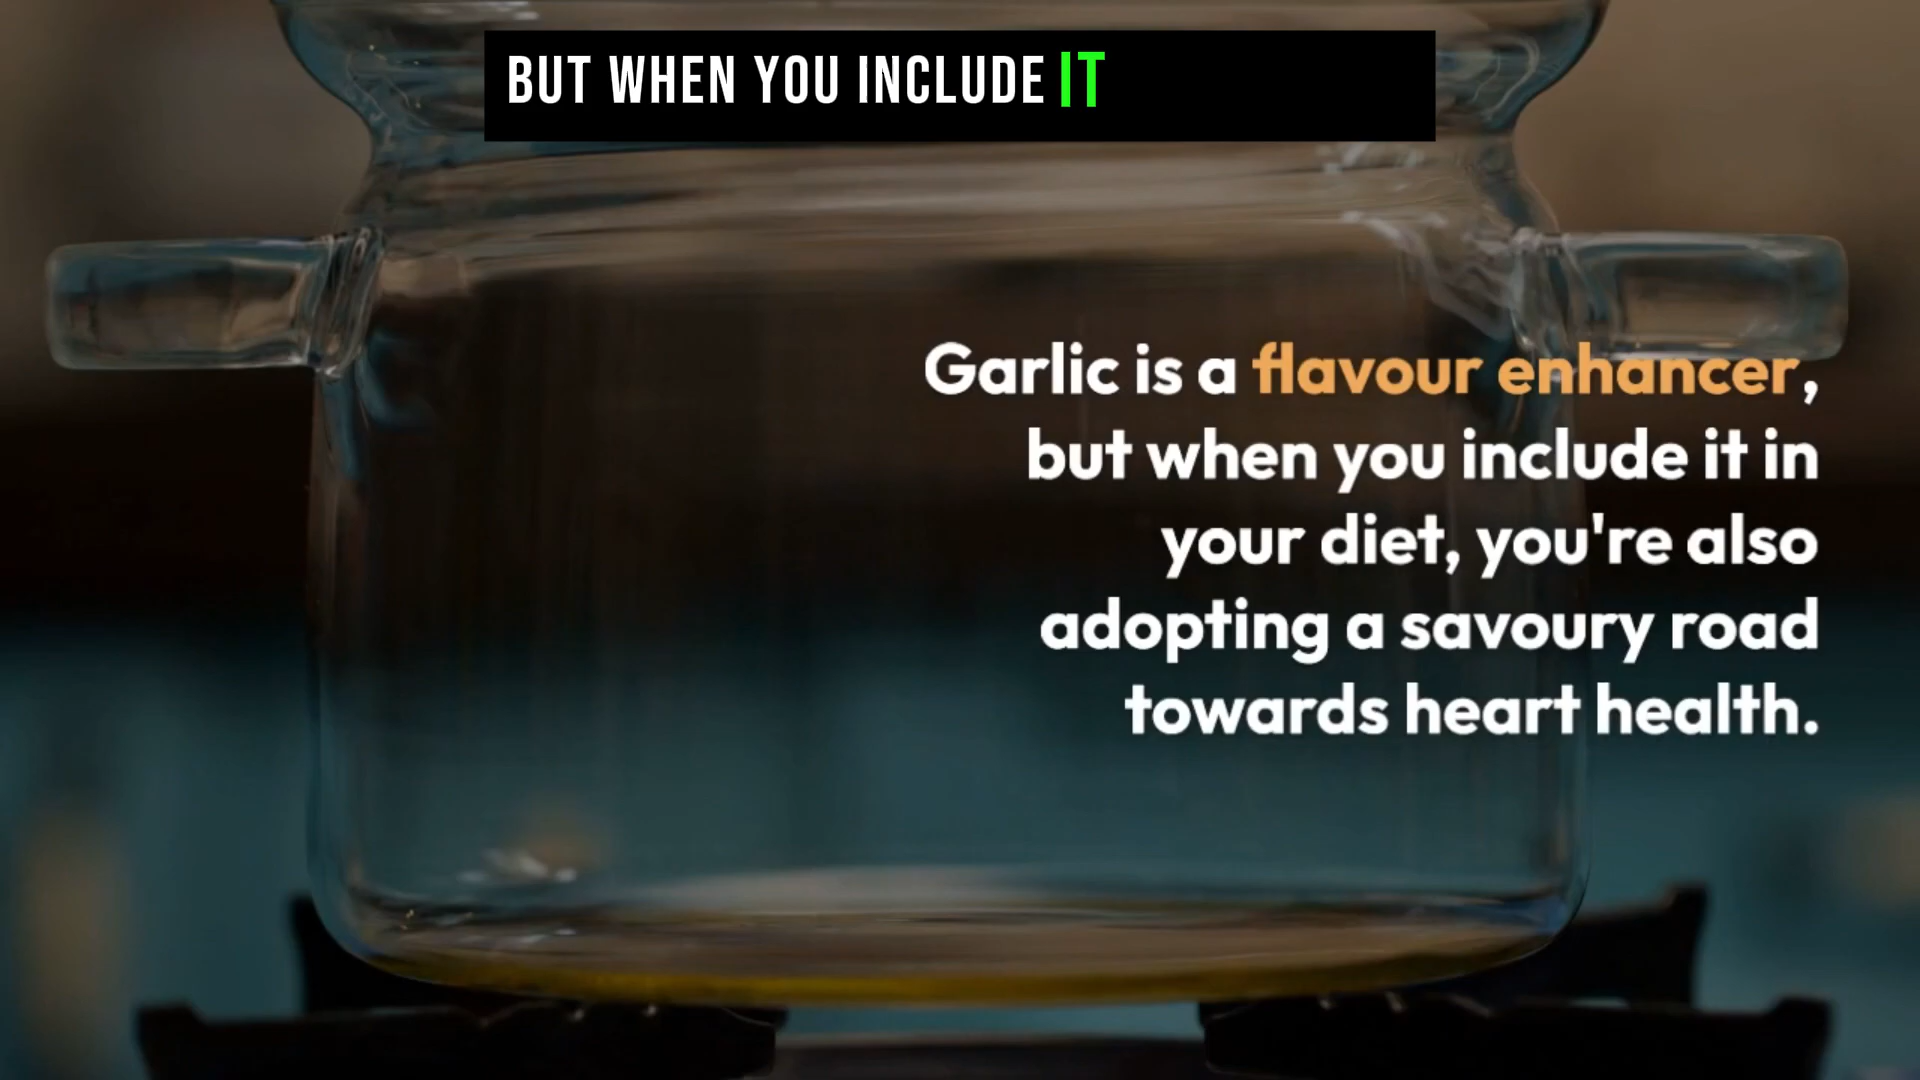 BUT WHEN YOU INCLUDE IT
Garlic is a flavour enhancer,
but when you include it in
your diet, you're also
adopting a savoury road
towards heart health.